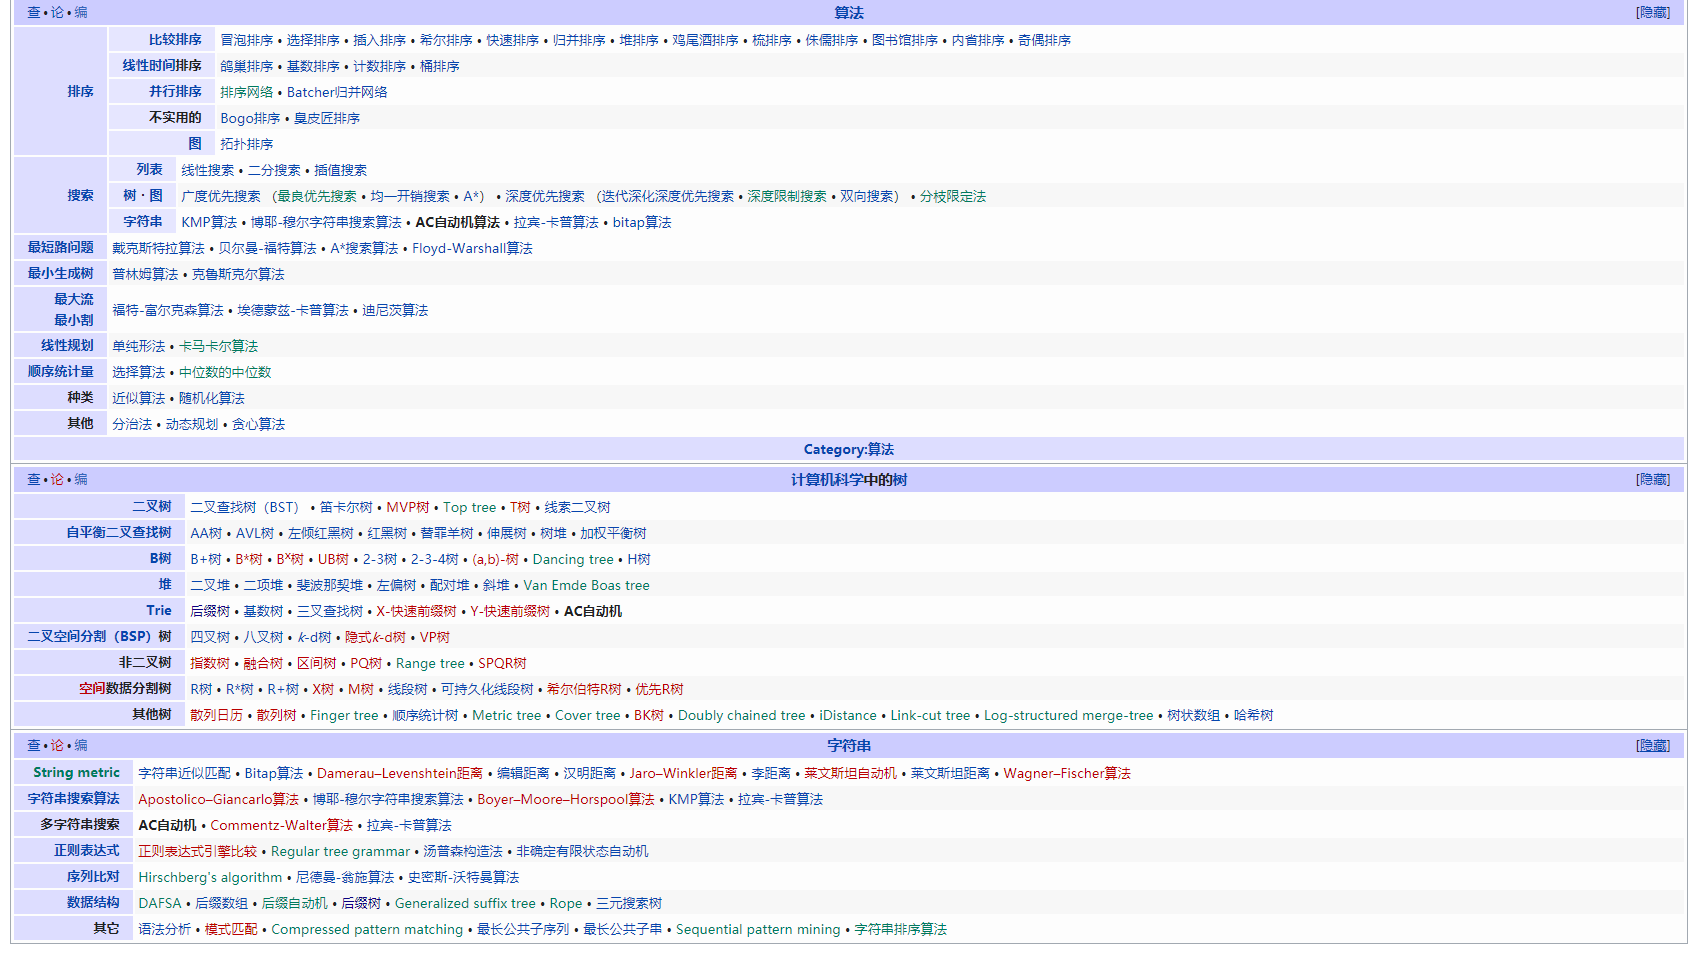 查 • 论 • 编 算法 [隐藏]
排序
比较排序 冒泡排序 • 选择排序 • 插入排序 • 希尔排序 • 快速排序 • 归并排序 • 堆排序 • 鸡尾酒排序 • 梳排序 • 侏儒排序 • 图书馆排序 • 内省排序 • 奇偶排序
线性时间排序 鸽巢排序 • 基数排序 • 计数排序 • 桶排序
并行排序 排序网络 • Batcher归并网络
不实用的 Bogo排序 • 臭皮匠排序
图 拓扑排序
搜索
列表 线性搜索 • 二分搜索 • 插值搜索
树 · 图 广度优先搜索 （最良优先搜索 • 均一开销搜索 • A*） • 深度优先搜索 （迭代深化深度优先搜索 • 深度限制搜索 • 双向搜索） • 分枝限定法
字符串 KMP算法 • 博耶-穆尔字符串搜索算法 • AC自动机算法 • 拉宾-卡普算法 • bitap算法
最短路问题 戴克斯特拉算法 • 贝尔曼-福特算法 • A*搜索算法 • Floyd-Warshall算法
最小生成树 普林姆算法 • 克鲁斯克尔算法
最大流
最小割
福特-富尔克森算法 • 埃德蒙兹-卡普算法 • 迪尼茨算法
线性规划 单纯形法 • 卡马卡尔算法
顺序统计量 选择算法 • 中位数的中位数
种类 近似算法 • 随机化算法
其他 分治法 • 动态规划 • 贪心算法
Category:算法
查 • 论 • 编 计算机科学中的树 [隐藏]
二叉树 二叉查找树（BST） • 笛卡尔树 • MVP树 • Top tree • T树 • 线索二叉树
自平衡二叉查找树 AA树 • AVL树 • 左倾红黑树 • 红黑树 • 替罪羊树 • 伸展树 • 树堆 • 加权平衡树
B树 B+树 • B*树 • Bˣ树 • UB树 • 2-3树 • 2-3-4树 • (a,b)-树 • Dancing tree • H树
堆 二叉堆 • 二项堆 • 斐波那契堆 • 左偏树 • 配对堆 • 斜堆 • Van Emde Boas tree
Trie 后缀树 • 基数树 • 三叉查找树 • X-快速前缀树 • Y-快速前缀树 • AC自动机
二叉空间分割（BSP）树 四叉树 • 八叉树 • k-d树 • 隐式k-d树 • VP树
非二叉树 指数树 • 融合树 • 区间树 • PQ树 • Range tree • SPQR树
空间数据分割树 R树 • R*树 • R+树 • X树 • M树 • 线段树 • 可持久化线段树 • 希尔伯特R树 • 优先R树
其他树 散列日历 • 散列树 • Finger tree • 顺序统计树 • Metric tree • Cover tree • BK树 • Doubly chained tree • iDistance • Link-cut tree • Log-structured merge-tree • 树状数组 • 哈希树
查 • 论 • 编 字符串 [隐藏]
String metric 字符串近似匹配 • Bitap算法 • Damerau–Levenshtein距离 • 编辑距离 • 汉明距离 • Jaro–Winkler距离 • 李距离 • 莱文斯坦自动机 • 莱文斯坦距离 • Wagner–Fischer算法
字符串搜索算法 Apostolico–Giancarlo算法 • 博耶-穆尔字符串搜索算法 • Boyer–Moore–Horspool算法 • KMP算法 • 拉宾-卡普算法
多字符串搜索 AC自动机 • Commentz-Walter算法 • 拉宾-卡普算法
正则表达式 正则表达式引擎比较 • Regular tree grammar • 汤普森构造法 • 非确定有限状态自动机
序列比对 Hirschberg's algorithm • 尼德曼-翁施算法 • 史密斯-沃特曼算法
数据结构 DAFSA • 后缀数组 • 后缀自动机 • 后缀树 • Generalized suffix tree • Rope • 三元搜索树
其它 语法分析 • 模式匹配 • Compressed pattern matching • 最长公共子序列 • 最长公共子串 • Sequential pattern mining • 字符串排序算法